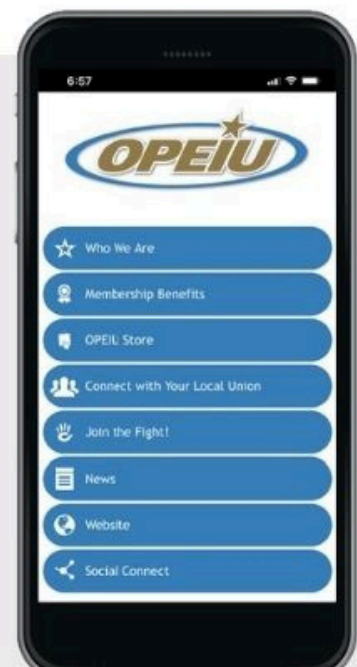 6:57
OPEIU
Who We Are
Membership Benefits
OPEIU Store
Connect with Your Local Union
Join the Fight!
News
Website
Social Connect